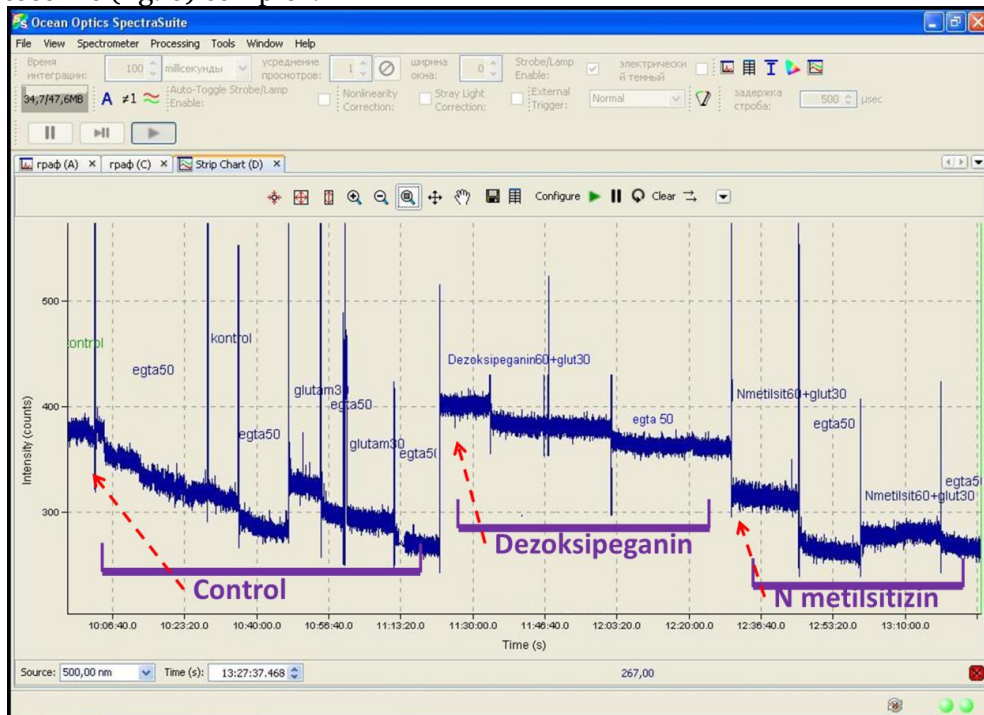 Ocean Optics SpectraSuite
File View Spectrometer Processing Tools Window Help
Время интеграции: 100 milliсекунды усреднение просмотров: 1 ширина окна: 0 Strobe/Lamp Enable: электрически й темный
34,7/47,6MB A ≠1 Auto-Toggle Strobe/Lamp Enable: Nonlinearity Correction: Stray Light Correction: External Trigger: Normal задержка строба: 500 µsec
граф (A) × граф (C) × Strip Chart (D) ×
Configure Clear
500
400
300
Intensity (counts)
ontrol
egta50
kontrol
egta50
glutam30
egta50
glutam30
egta50
Dezoksipeganin60+glut30
egta 50
Nmetilsit60+glut30
egta50
Nmetilsit60+glut30
egta5
Control
Dezoksipeganin
N metilsitizin
10:06:40.0 10:23:20.0 10:40:00.0 10:56:40.0 11:13:20.0 11:30:00.0 11:46:40.0 12:03:20.0 12:20:00.0 12:36:40.0 12:53:20.0 13:10:00.0
Time (s)
Source: 500,00 nm Time (s): 13:27:37.468 267,00